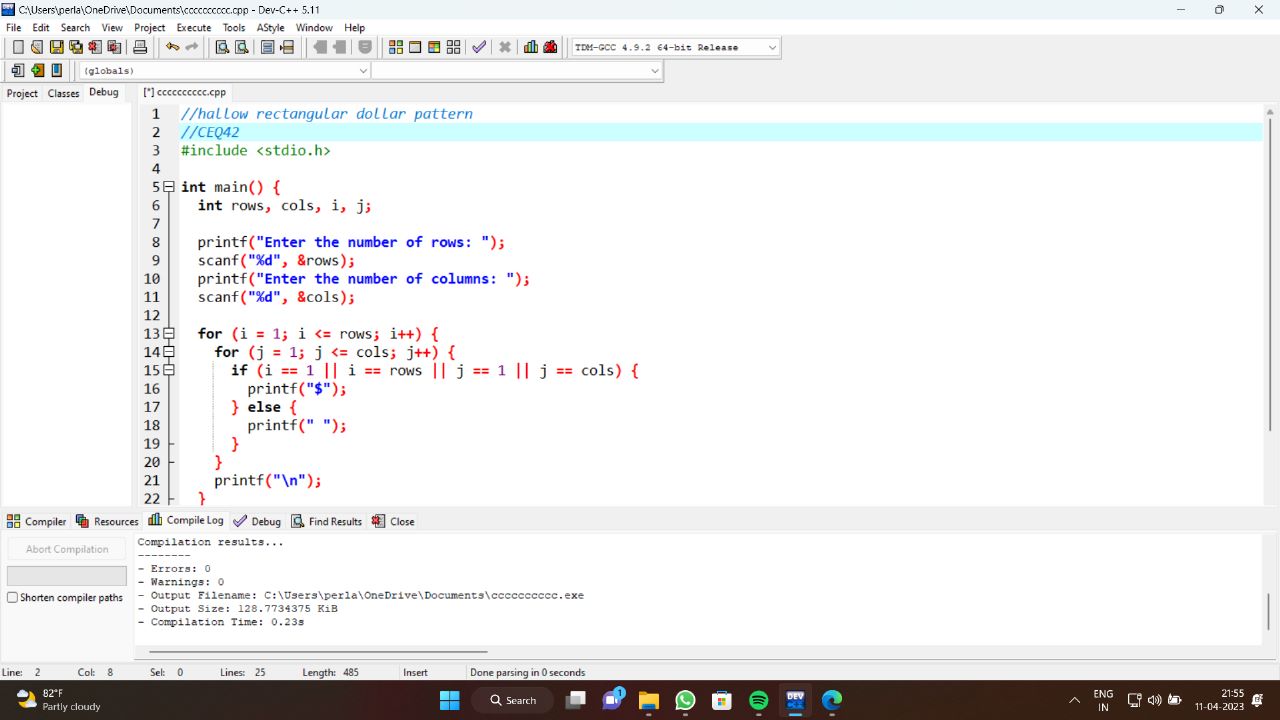 C:\Users\perla\OneDrive\Documents\cccccccccc.cpp - Dev-C++ 5.11
File Edit Search View Project Execute Tools AStyle Window Help
TDM-GCC 4.9.2 64-bit Release
(globals)
Project Classes Debug
[*] cccccccccc.cpp
1 //hallow rectangular dollar pattern
2 //CEQ42
3 #include <stdio.h>
4
5 int main() {
6 int rows, cols, i, j;
7
8 printf("Enter the number of rows: ");
9 scanf("%d", &rows);
10 printf("Enter the number of columns: ");
11 scanf("%d", &cols);
12
13 for (i = 1; i <= rows; i++) {
14 for (j = 1; j <= cols; j++) {
15 if (i == 1 || i == rows || j == 1 || j == cols) {
16 printf("$");
17 } else {
18 printf(" ");
19 }
20 }
21 printf("\n");
22 }
Compiler Resources Compile Log Debug Find Results Close
Abort Compilation
Shorten compiler paths
Compilation results...
--------
- Errors: 0
- Warnings: 0
- Output Filename: C:\Users\perla\OneDrive\Documents\cccccccccc.exe
- Output Size: 128.7734375 KiB
- Compilation Time: 0.23s
Line: 2 Col: 8 Sel: 0 Lines: 25 Length: 485 Insert Done parsing in 0 seconds
82°F
Partly cloudy
Search
1
DEV
ENG
IN
21:55
11-04-2023